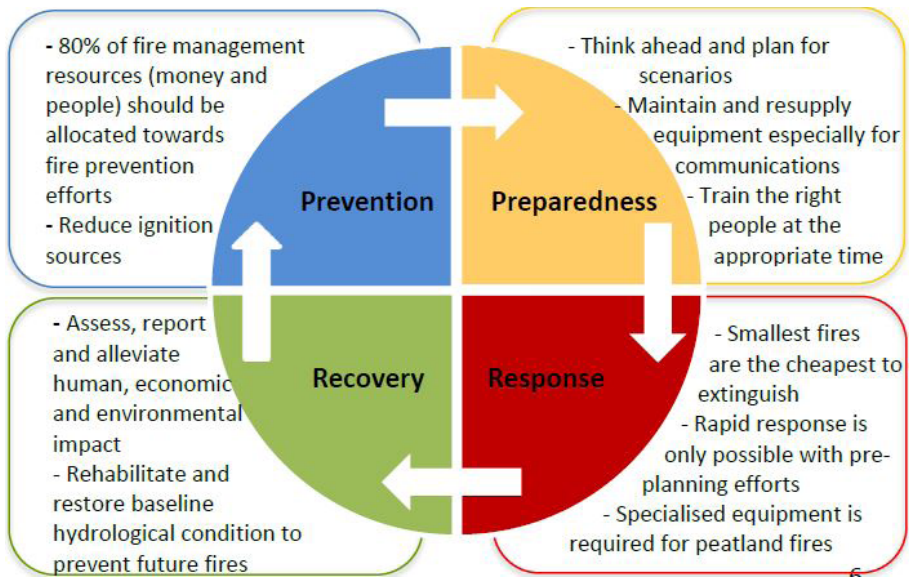 - 80% of fire management
resources (money and
people) should be
allocated towards
fire prevention
efforts
- Reduce ignition
sources
Prevention
- Think ahead and plan for
scenarios
- Maintain and resupply
equipment especially for
communications
- Train the right
people at the
appropriate time
Preparedness
- Assess, report
and alleviate
human, economic
and environmental
impact
- Rehabilitate and
restore baseline
hydrological condition to
prevent future fires
Recovery
Response
- Smallest fires
are the cheapest to
extinguish
- Rapid response is
only possible with pre-
planning efforts
- Specialised equipment is
required for peatland fires
6